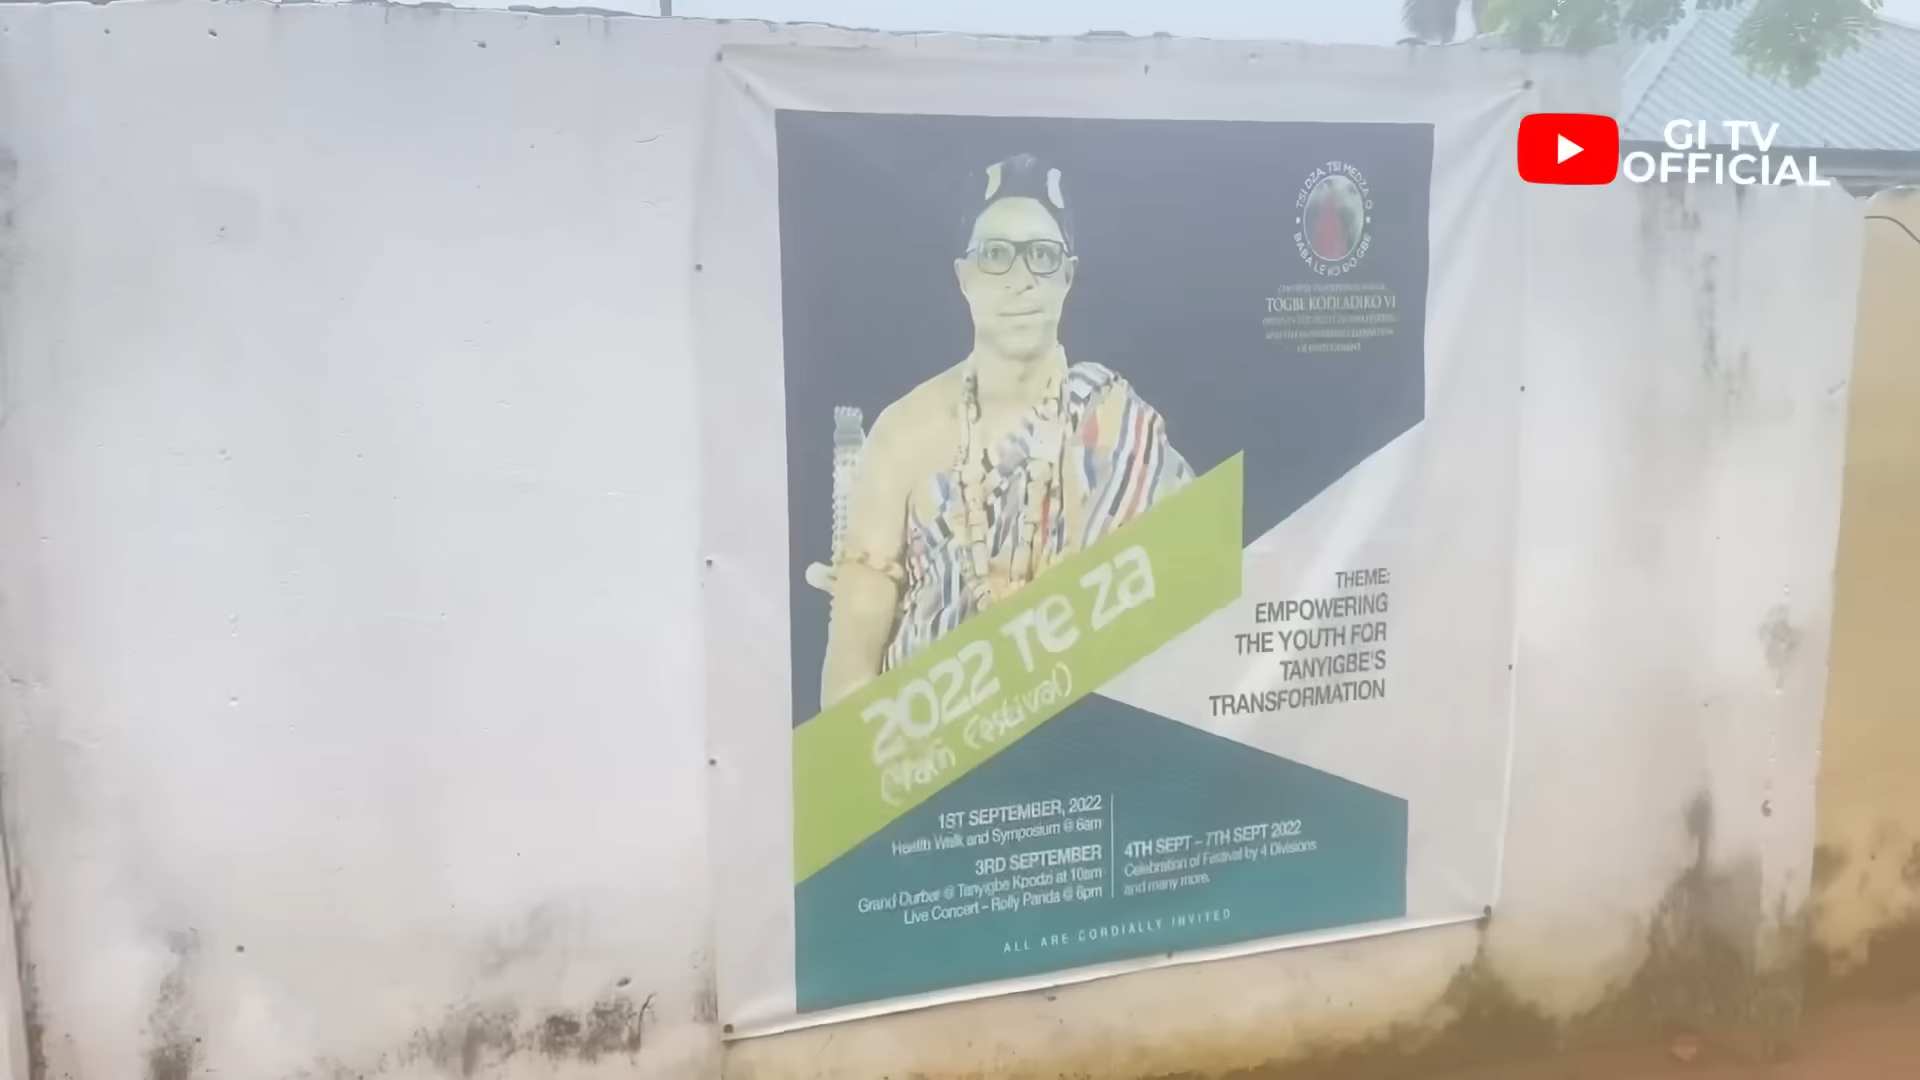 GI TV
OFFICIAL
TSI DZA, TSI MEDZA O
BABA LE KƆ DO GBE
TOGBE KODI ADIKO VI
THEME:
EMPOWERING
THE YOUTH FOR
TANYIGBE'S
TRANSFORMATION
2022 Te Za
(Yam Festival)
1ST SEPTEMBER, 2022
Health Walk and Symposium @ 6am
3RD SEPTEMBER
Grand Durbar @ Tanyigbe Kpodzi at 10am
Live Concert – Rolly Panda @ 6pm
4TH SEPT – 7TH SEPT 2022
Celebration of Festival by 4 Divisions
and many more.
ALL ARE CORDIALLY INVITED